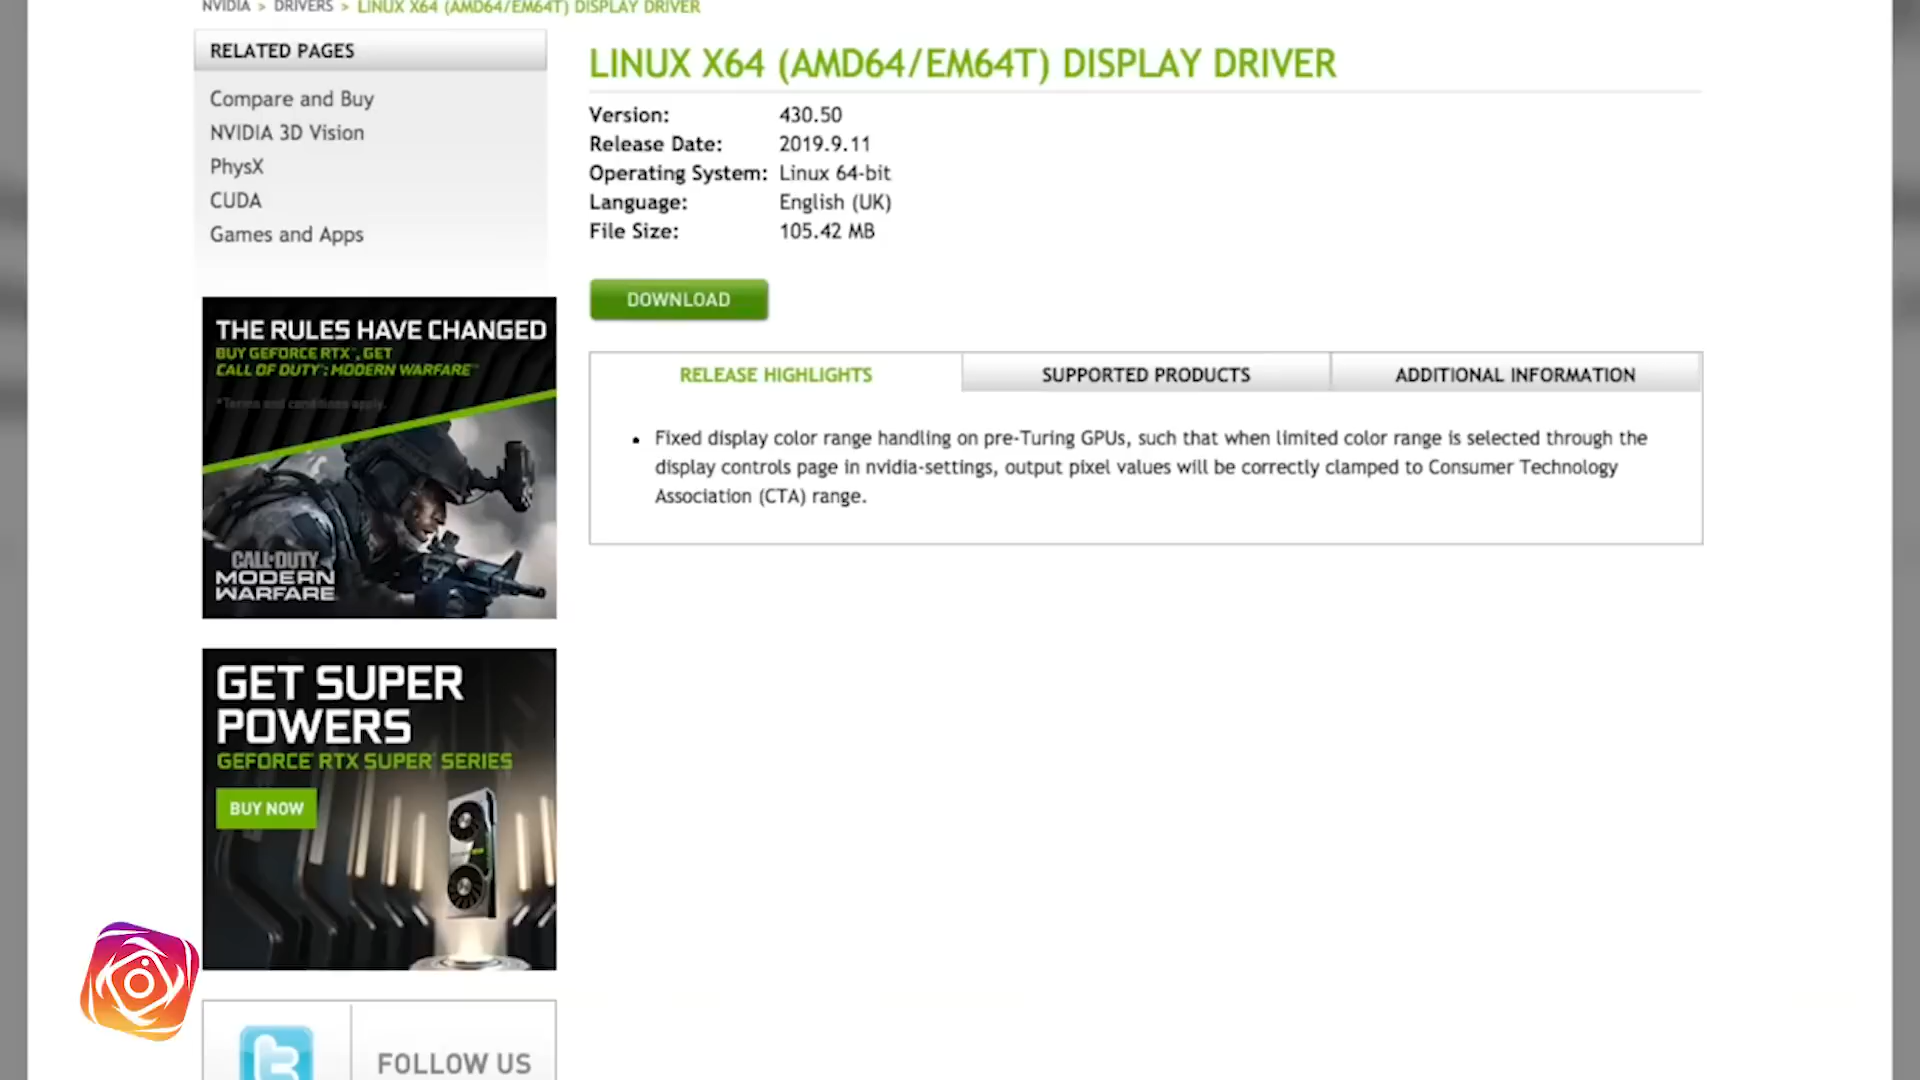 NVIDIA > DRIVERS > LINUX X64 (AMD64/EM64T) DISPLAY DRIVER
RELATED PAGES
Compare and Buy
NVIDIA 3D Vision
PhysX
CUDA
Games and Apps
THE RULES HAVE CHANGED
BUY GEFORCE RTX™, GET
CALL OF DUTY®: MODERN WARFARE™
*Terms and conditions apply.
CALL OF DUTY
MODERN
WARFARE
GET SUPER
POWERS
GEFORCE® RTX SUPER™ SERIES
BUY NOW
FOLLOW US
LINUX X64 (AMD64/EM64T) DISPLAY DRIVER
Version: 430.50
Release Date: 2019.9.11
Operating System: Linux 64-bit
Language: English (UK)
File Size: 105.42 MB
DOWNLOAD
RELEASE HIGHLIGHTS SUPPORTED PRODUCTS ADDITIONAL INFORMATION
• Fixed display color range handling on pre-Turing GPUs, such that when limited color range is selected through the
display controls page in nvidia-settings, output pixel values will be correctly clamped to Consumer Technology
Association (CTA) range.